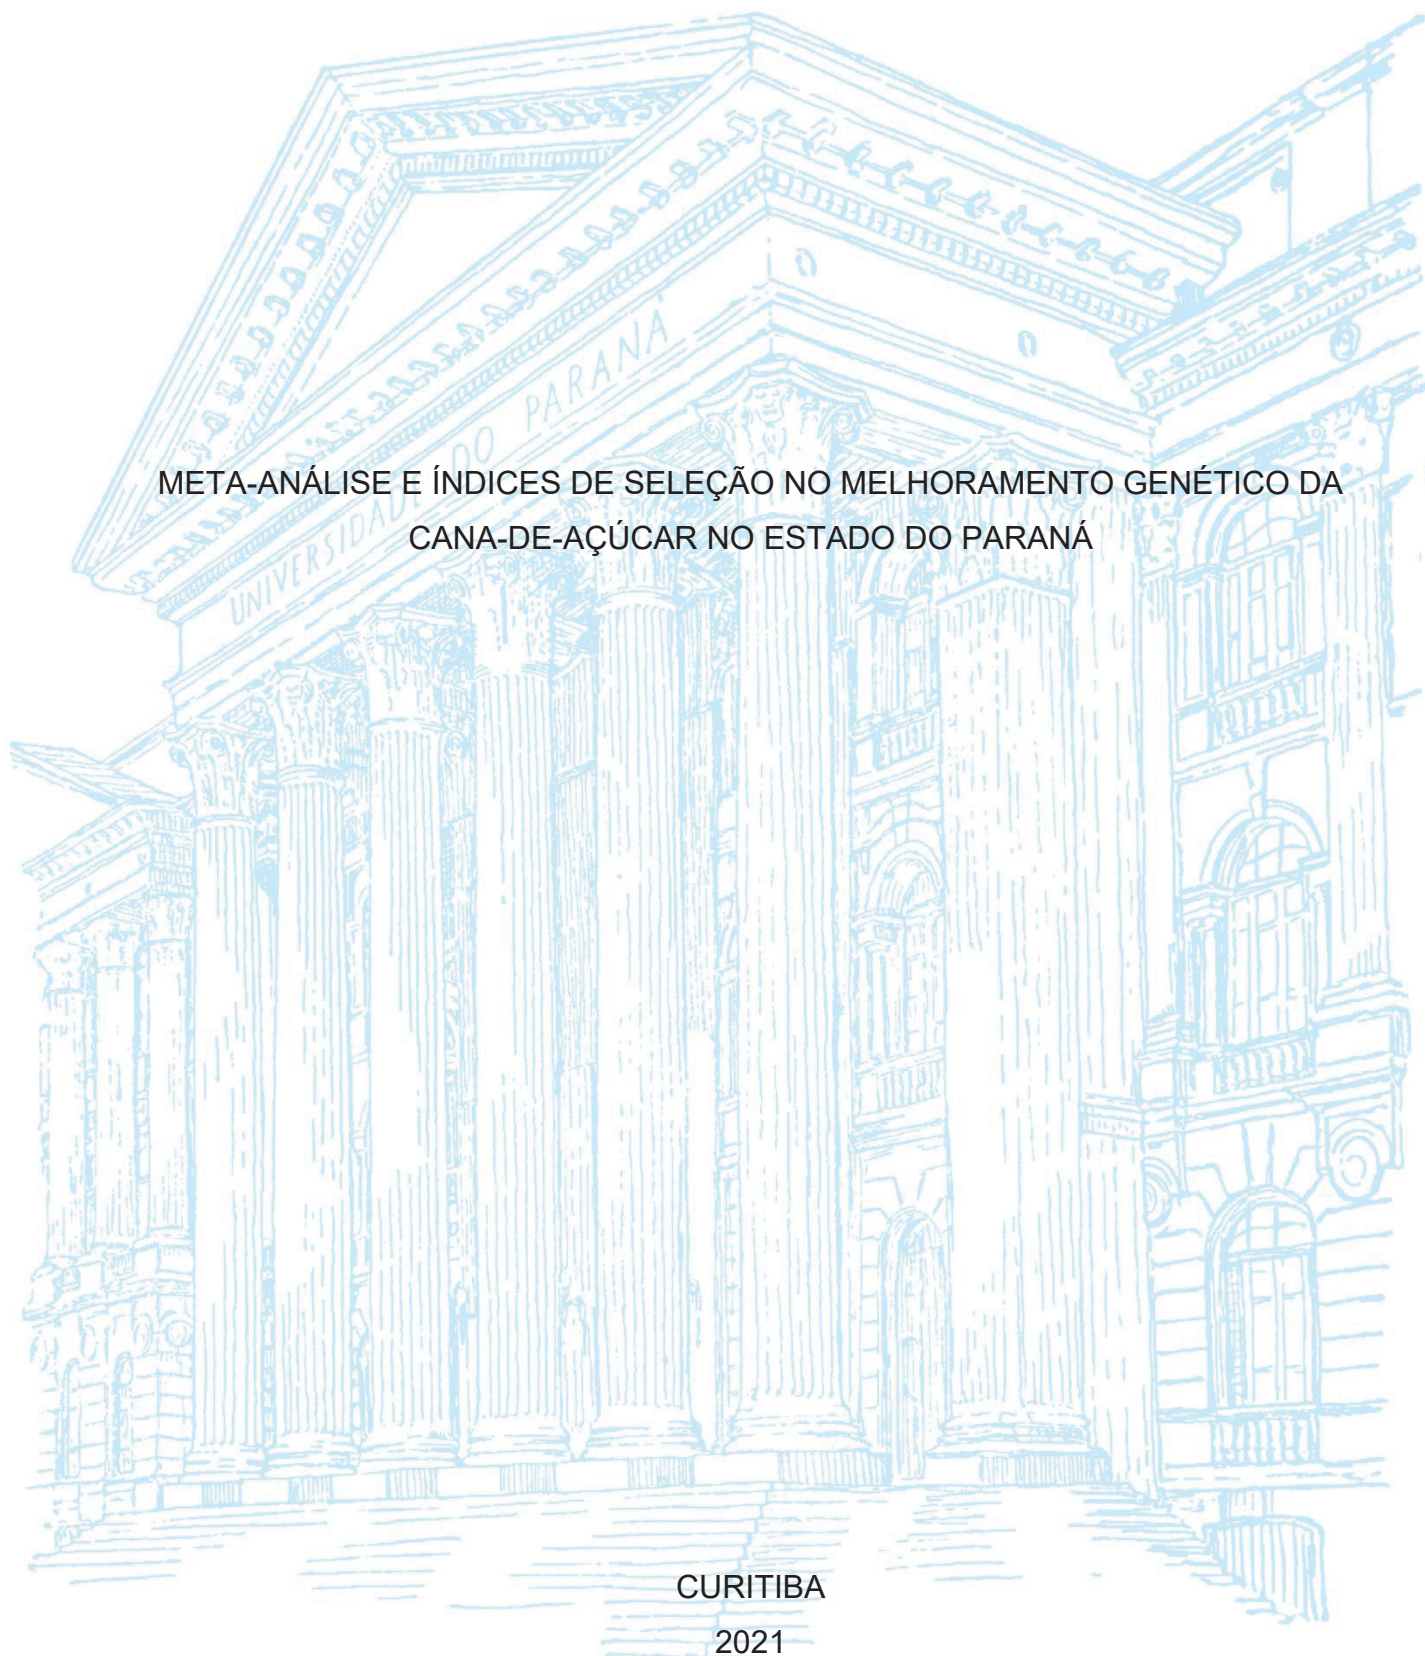 UNIVERSIDADE DO PARANÁ
META-ANÁLISE E ÍNDICES DE SELEÇÃO NO MELHORAMENTO GENÉTICO DA
CANA-DE-AÇÚCAR NO ESTADO DO PARANÁ
CURITIBA
2021